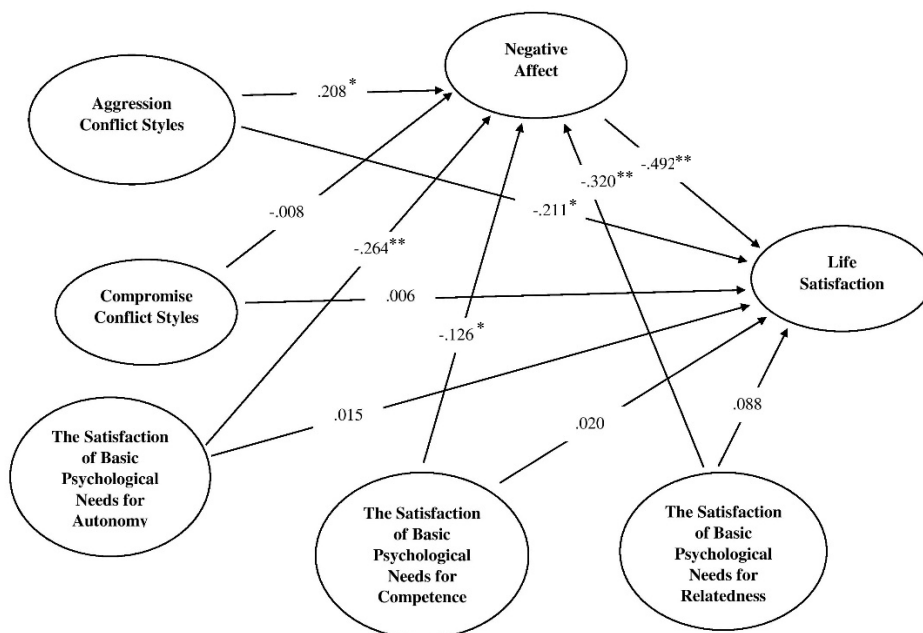 Negative
Affect
Aggression
Conflict Styles
.208*
-.492**
-.320**
-.211*
-.008
-.264**
Life
Satisfaction
Compromise
Conflict Styles
.006
-.126*
.015
.020
.088
The Satisfaction
of Basic
Psychological
Needs for
Autonomy
The Satisfaction
of Basic
Psychological
Needs for
Competence
The Satisfaction
of Basic
Psychological
Needs for
Relatedness